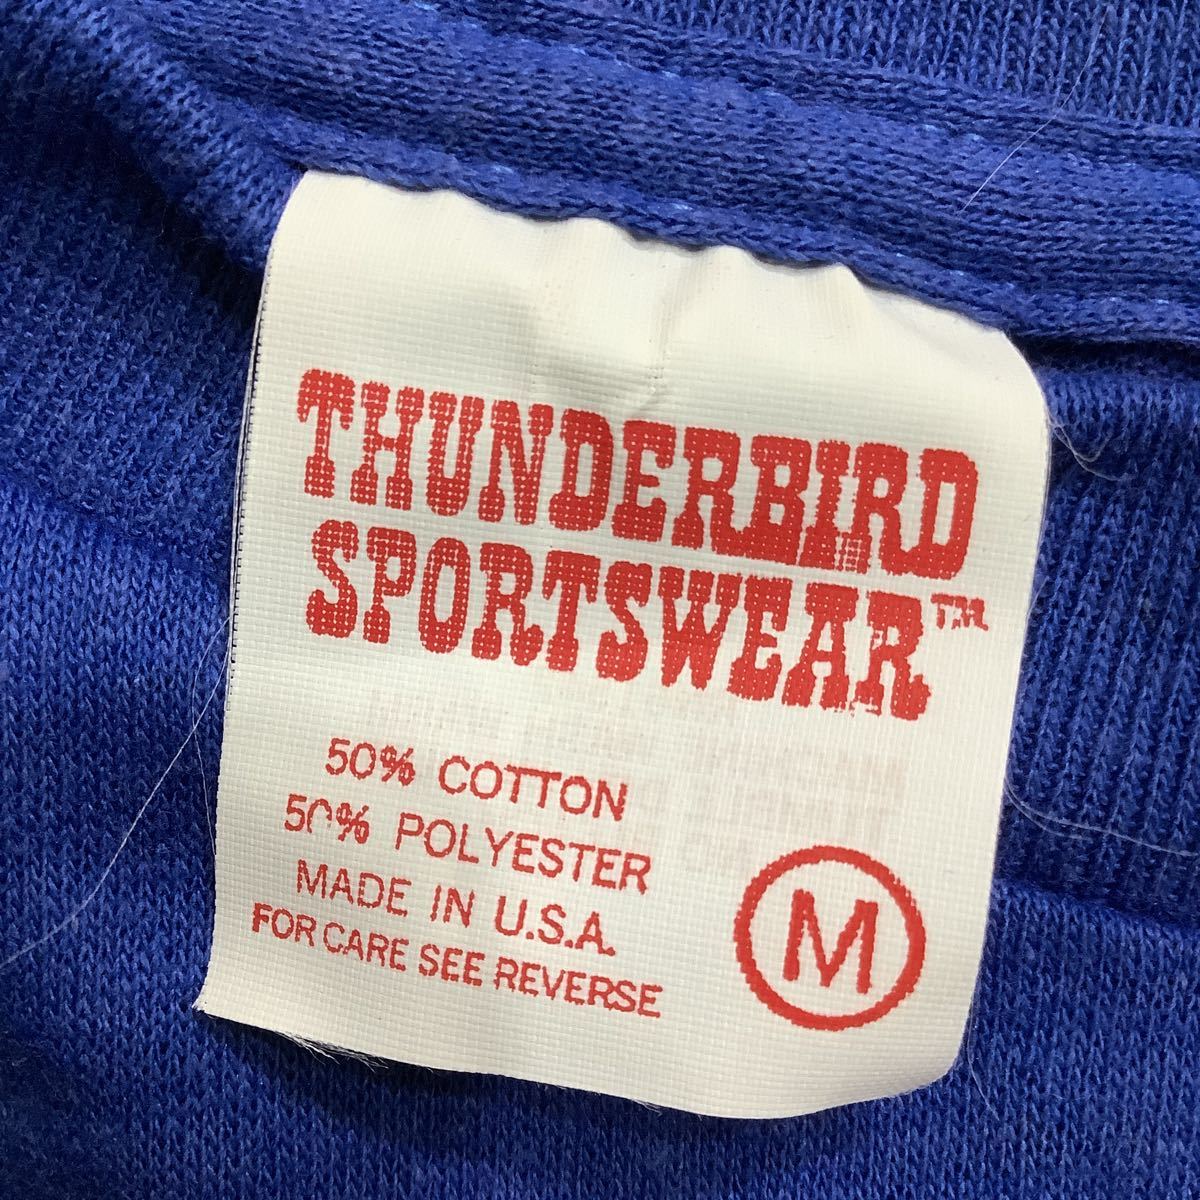 THUNDERBIRD
SPORTSWEAR™
50% COTTON
50% POLYESTER
MADE IN U.S.A.
FOR CARE SEE REVERSE
M